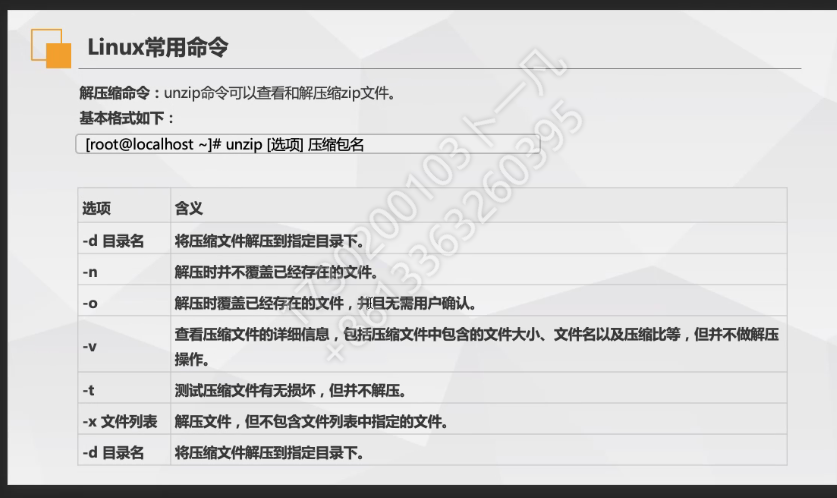 Linux常用命令
解压缩命令：unzip命令可以查看和解压缩zip文件。
基本格式如下：
[root@localhost ~]# unzip [选项] 压缩包名
选项 含义
-d 目录名 将压缩文件解压到指定目录下。
-n 解压时并不覆盖已经存在的文件。
-o 解压时覆盖已经存在的文件，并且无需用户确认。
-v 查看压缩文件的详细信息，包括压缩文件中包含的文件大小、文件名以及压缩比等，但并不做解压
操作。
-t 测试压缩文件有无损坏，但并不解压。
-x 文件列表 解压文件，但不包含文件列表中指定的文件。
-d 目录名 将压缩文件解压到指定目录下。
1730200103卜一凡
+8613363260395